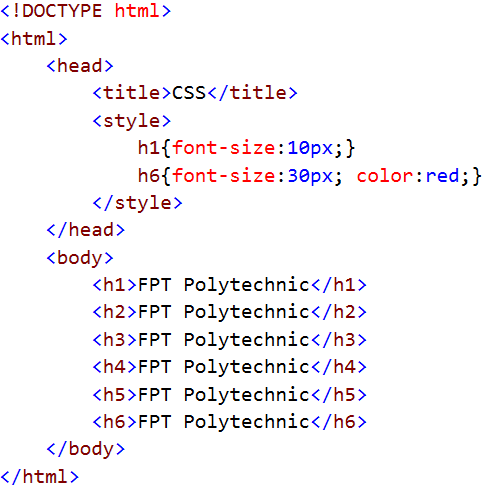 <!DOCTYPE html>
<html>
    <head>
        <title>CSS</title>
        <style>
            h1{font-size:10px;}
            h6{font-size:30px; color:red;}
        </style>
    </head>
    <body>
        <h1>FPT Polytechnic</h1>
        <h2>FPT Polytechnic</h2>
        <h3>FPT Polytechnic</h3>
        <h4>FPT Polytechnic</h4>
        <h5>FPT Polytechnic</h5>
        <h6>FPT Polytechnic</h6>
    </body>
</html>